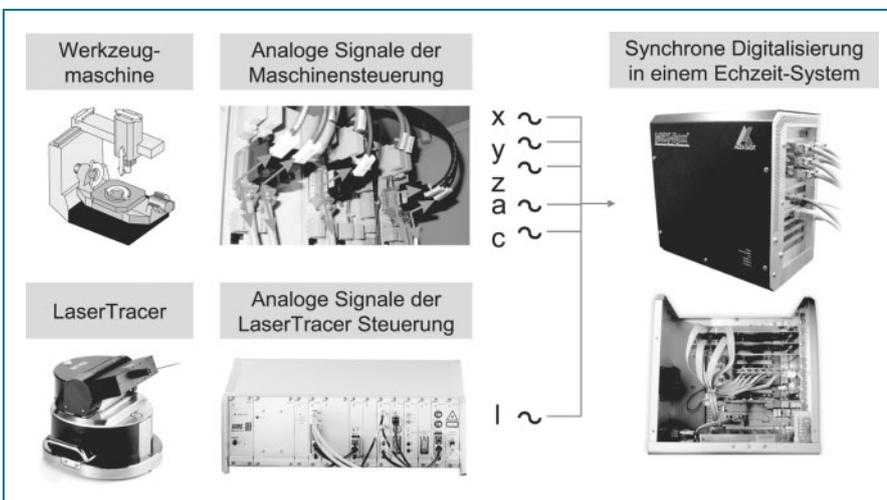 Werkzeug-
maschine
Analoge Signale der
Maschinensteuerung
Synchrone Digitalisierung
in einem Echzeit-System
x ~
y ~
~
z
a ~
c ~
LaserTracer
Analoge Signale der
LaserTracer Steuerung
l ~